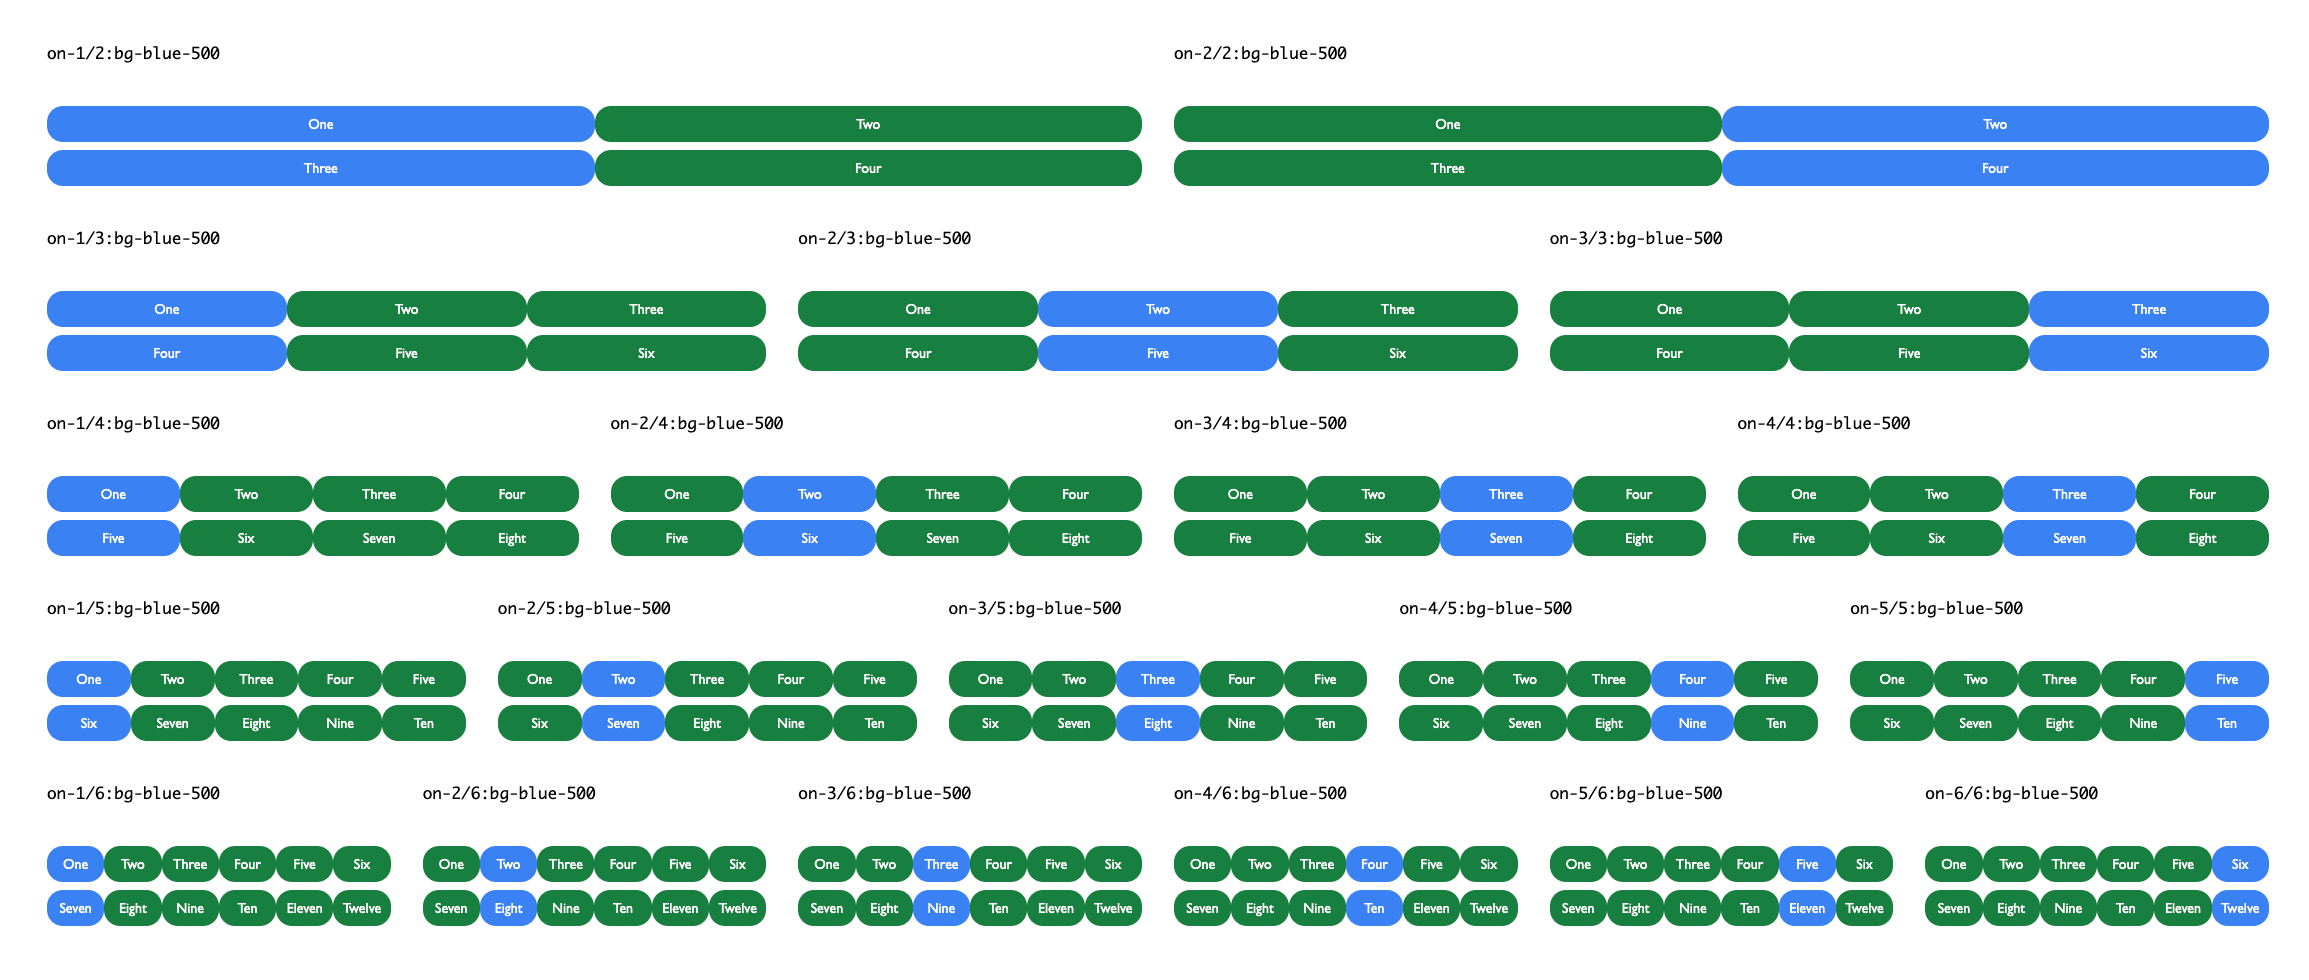 on-1/2:bg-blue-500 on-2/2:bg-blue-500
One Two One Two
Three Four Three Four
on-1/3:bg-blue-500 on-2/3:bg-blue-500 on-3/3:bg-blue-500
One Two Three One Two Three One Two Three
Four Five Six Four Five Six Four Five Six
on-1/4:bg-blue-500 on-2/4:bg-blue-500 on-3/4:bg-blue-500 on-4/4:bg-blue-500
One Two Three Four One Two Three Four One Two Three Four One Two Three Four
Five Six Seven Eight Five Six Seven Eight Five Six Seven Eight Five Six Seven Eight
on-1/5:bg-blue-500 on-2/5:bg-blue-500 on-3/5:bg-blue-500 on-4/5:bg-blue-500 on-5/5:bg-blue-500
One Two Three Four Five One Two Three Four Five One Two Three Four Five One Two Three Four Five One Two Three Four Five
Six Seven Eight Nine Ten Six Seven Eight Nine Ten Six Seven Eight Nine Ten Six Seven Eight Nine Ten Six Seven Eight Nine Ten
on-1/6:bg-blue-500 on-2/6:bg-blue-500 on-3/6:bg-blue-500 on-4/6:bg-blue-500 on-5/6:bg-blue-500 on-6/6:bg-blue-500
One Two Three Four Five Six One Two Three Four Five Six One Two Three Four Five Six One Two Three Four Five Six One Two Three Four Five Six One Two Three Four Five Six
Seven Eight Nine Ten Eleven Twelve Seven Eight Nine Ten Eleven Twelve Seven Eight Nine Ten Eleven Twelve Seven Eight Nine Ten Eleven Twelve Seven Eight Nine Ten Eleven Twelve Seven Eight Nine Ten Eleven Twelve